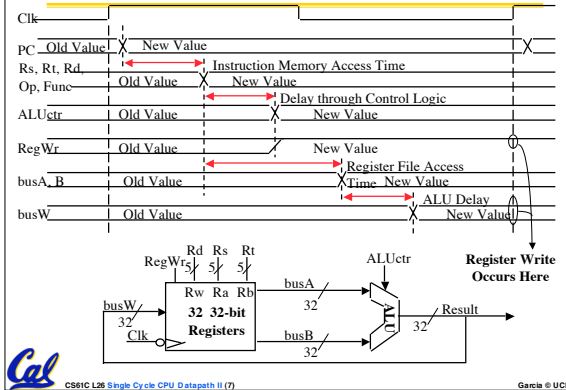 Clk
PC Old Value New Value
Rs, Rt, Rd, Instruction Memory Access Time
Op, Func Old Value New Value
Delay through Control Logic
ALUctr Old Value New Value
RegWr Old Value New Value
Register File Access
busA, B Old Value Time New Value
ALU Delay
busW Old Value New Value
Rd Rs Rt
RegWr 5 5 5 ALUctr Register Write
Occurs Here
Rw Ra Rb busA
busW 32 32-bit 32 ALU Result
32 Registers 32
Clk busB
32
Cal
CS61C L26 Single Cycle CPU Datapath II (7) Garcia © UC